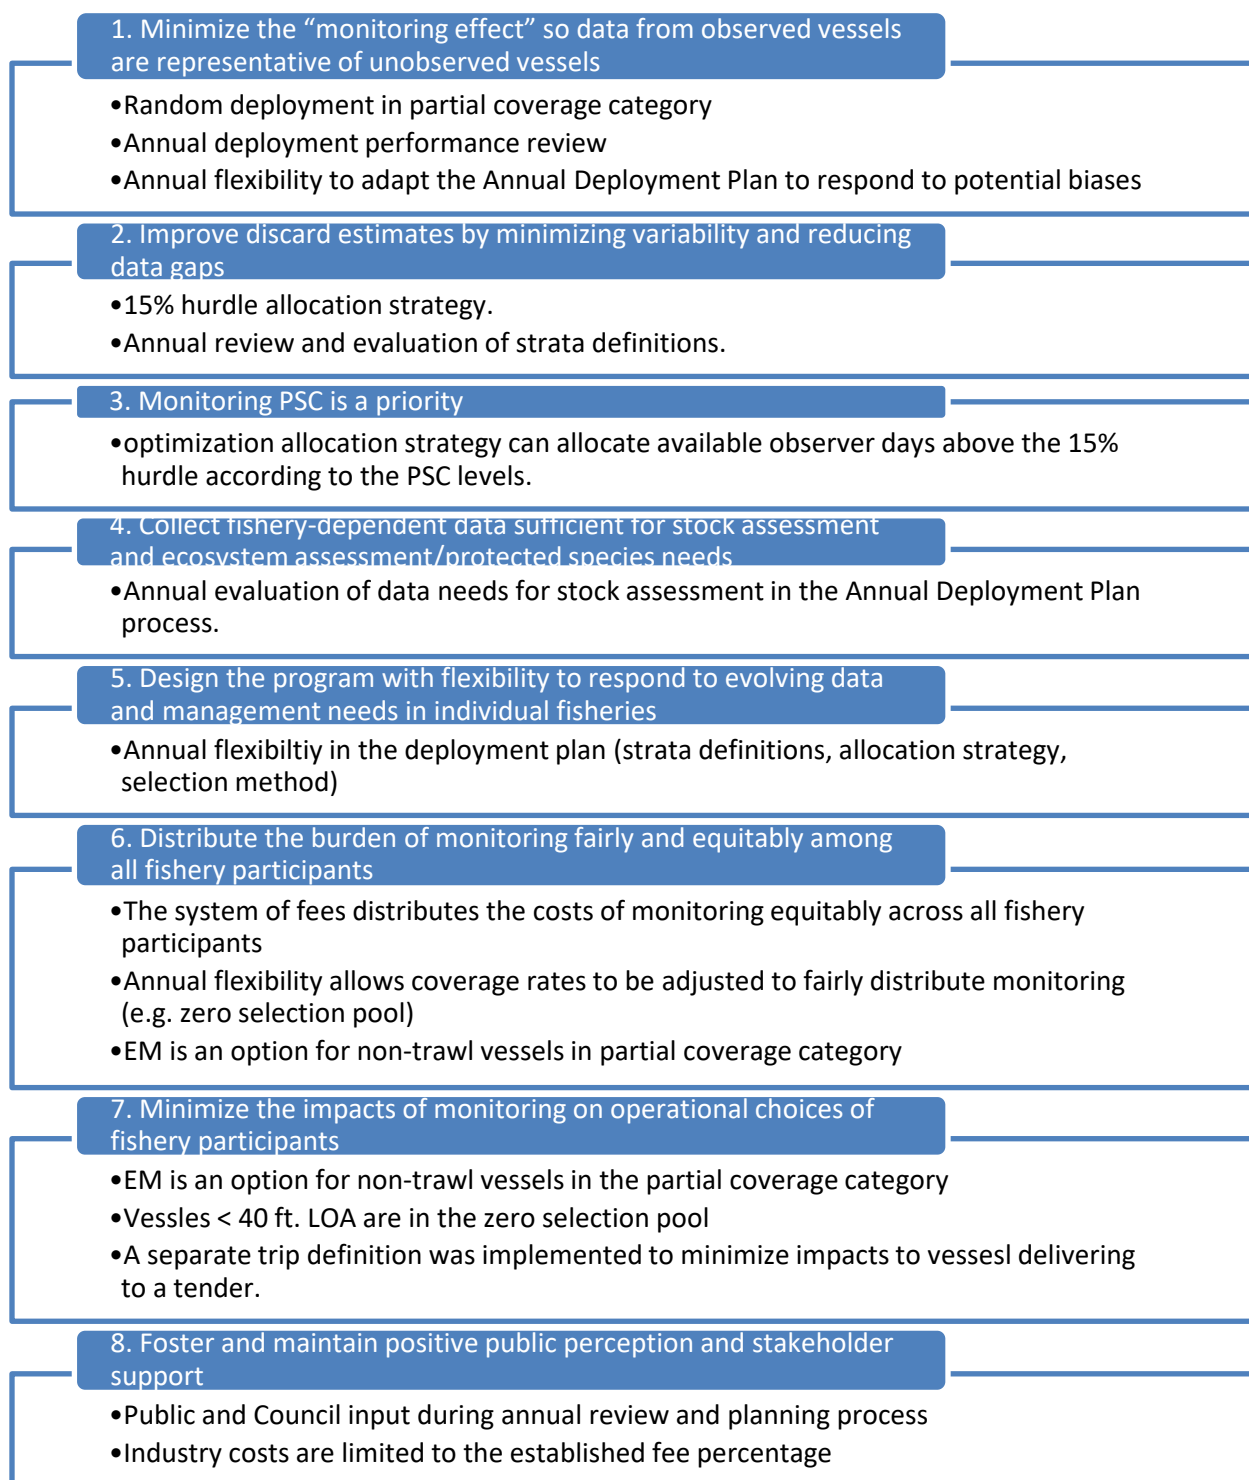 1. Minimize the “monitoring effect” so data from observed vessels
are representative of unobserved vessels
•Random deployment in partial coverage category
•Annual deployment performance review
•Annual flexibility to adapt the Annual Deployment Plan to respond to potential biases
2. Improve discard estimates by minimizing variability and reducing
data gaps
•15% hurdle allocation strategy.
•Annual review and evaluation of strata definitions.
3. Monitoring PSC is a priority
•optimization allocation strategy can allocate available observer days above the 15%
hurdle according to the PSC levels.
4. Collect fishery-dependent data sufficient for stock assessment
and ecosystem assessment/protected species needs
•Annual evaluation of data needs for stock assessment in the Annual Deployment Plan
process.
5. Design the program with flexibility to respond to evolving data
and management needs in individual fisheries
•Annual flexibiltiy in the deployment plan (strata definitions, allocation strategy,
selection method)
6. Distribute the burden of monitoring fairly and equitably among
all fishery participants
•The system of fees distributes the costs of monitoring equitably across all fishery
participants
•Annual flexibility allows coverage rates to be adjusted to fairly distribute monitoring
(e.g. zero selection pool)
•EM is an option for non-trawl vessels in partial coverage category
7. Minimize the impacts of monitoring on operational choices of
fishery participants
•EM is an option for non-trawl vessels in the partial coverage category
•Vessles < 40 ft. LOA are in the zero selection pool
•A separate trip definition was implemented to minimize impacts to vessesl delivering
to a tender.
8. Foster and maintain positive public perception and stakeholder
support
•Public and Council input during annual review and planning process
•Industry costs are limited to the established fee percentage